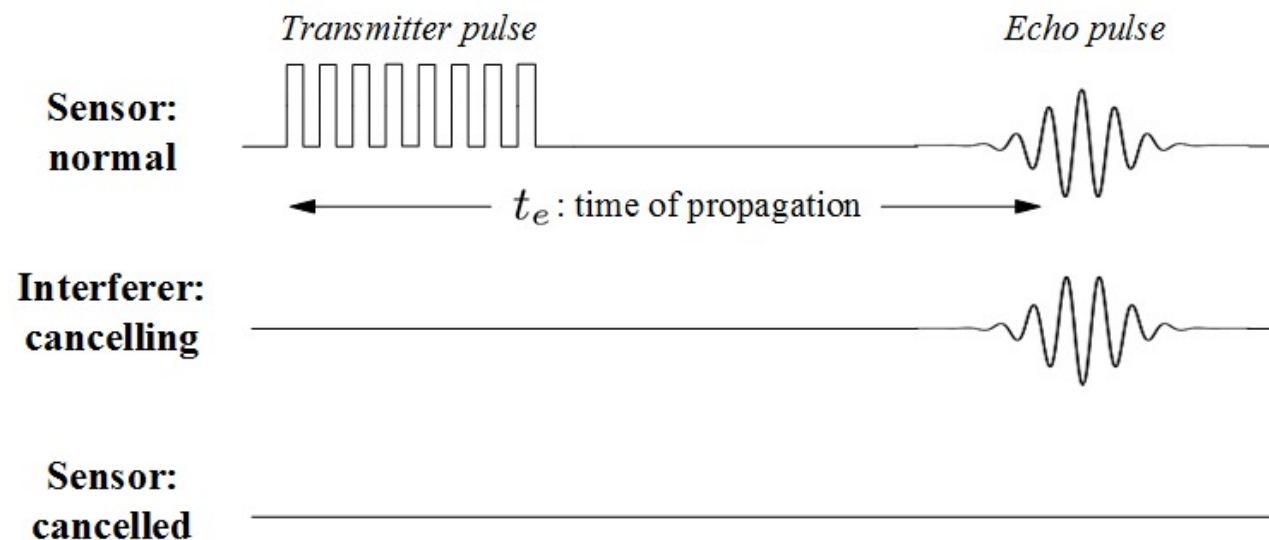 Transmitter pulse
Echo pulse
Sensor:
normal
t_e : time of propagation
Interferer:
cancelling
Sensor:
cancelled